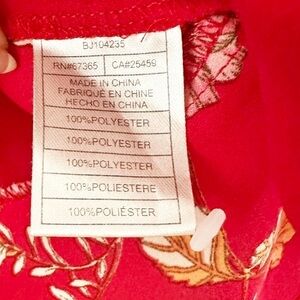 BJ104235
RN#67365 CA#25459
MADE IN CHINA
FABRIQUÉ EN CHINE
HECHO EN CHINA
100%POLYESTER
100%POLYESTER
100%POLYESTER
100%POLIESTERE
100%POLIÉSTER